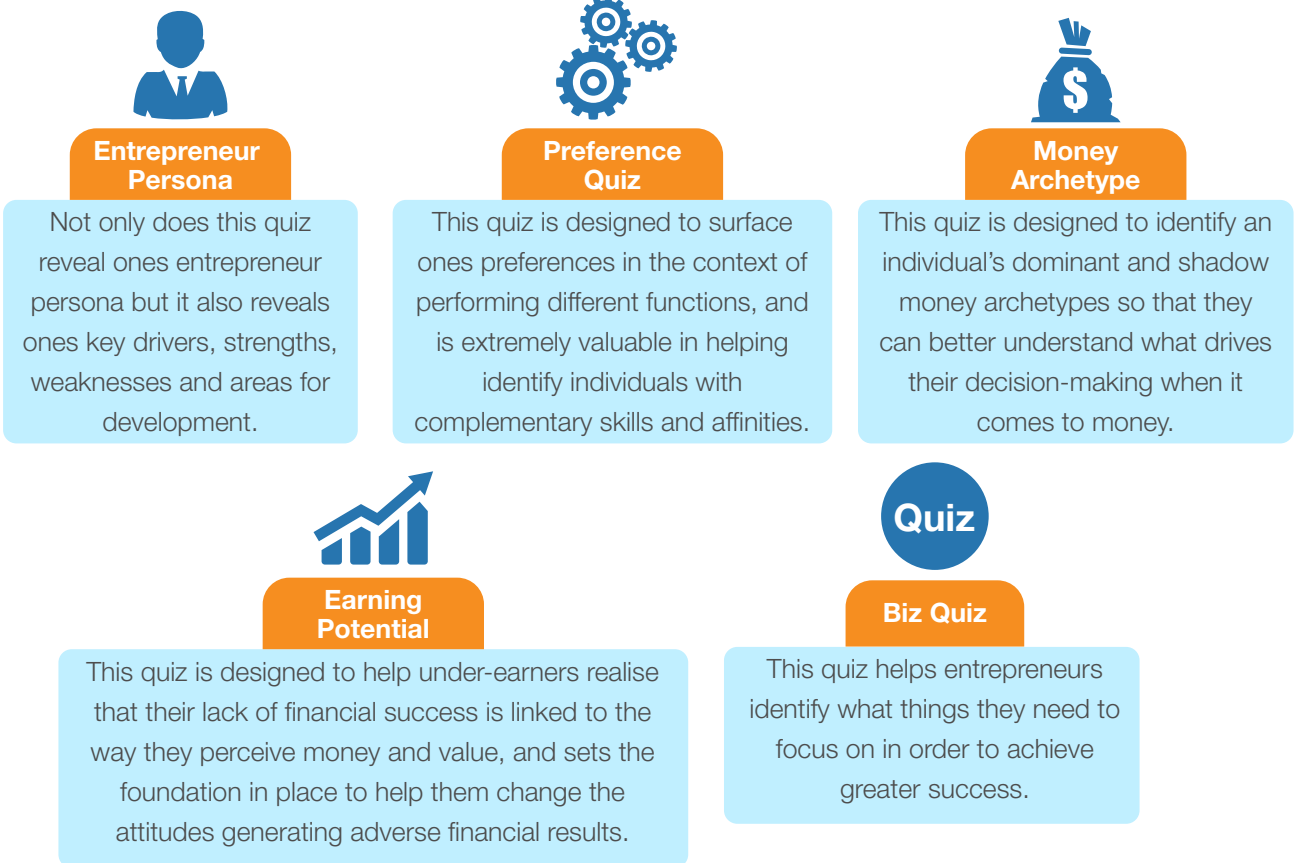 Entrepreneur
Persona
Not only does this quiz
reveal ones entrepreneur
persona but it also reveals
ones key drivers, strengths,
weaknesses and areas for
development.
Preference
Quiz
This quiz is designed to surface
ones preferences in the context of
performing different functions, and
is extremely valuable in helping
identify individuals with
complementary skills and affinities.
$
Money
Archetype
This quiz is designed to identify an
individual’s dominant and shadow
money archetypes so that they
can better understand what drives
their decision-making when it
comes to money.
Earning
Potential
This quiz is designed to help under-earners realise
that their lack of financial success is linked to the
way they perceive money and value, and sets the
foundation in place to help them change the
attitudes generating adverse financial results.
Quiz
Biz Quiz
This quiz helps entrepreneurs
identify what things they need to
focus on in order to achieve
greater success.